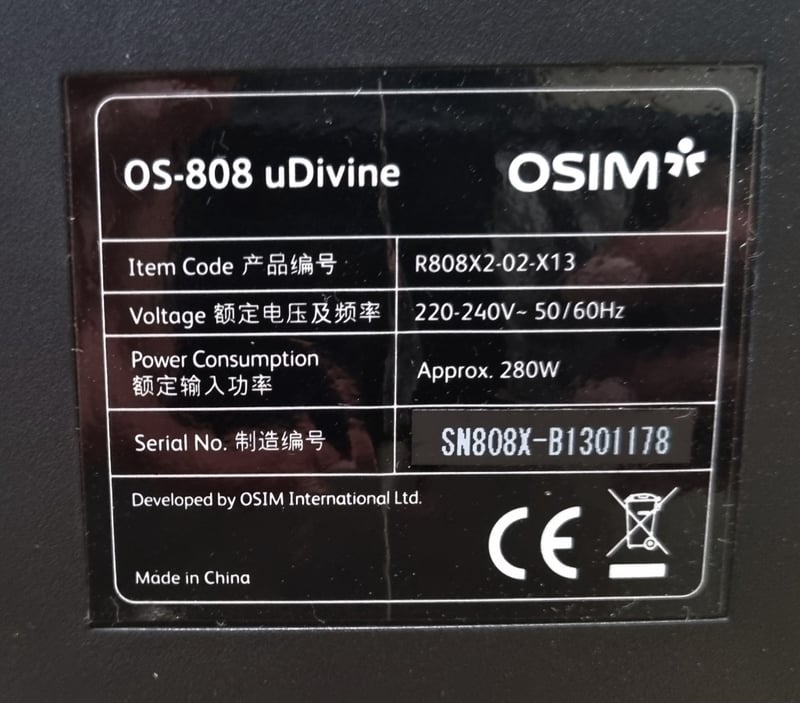 OS-808 uDivine
OSIM
Item Code 产品编号
R808X2-02-X13
Voltage 额定电压及频率
220-240V~ 50/60Hz
Power Consumption
额定输入功率
Approx. 280W
Serial No. 制造编号
SN808X-B1301178
Developed by OSIM International Ltd.
CE
Made in China